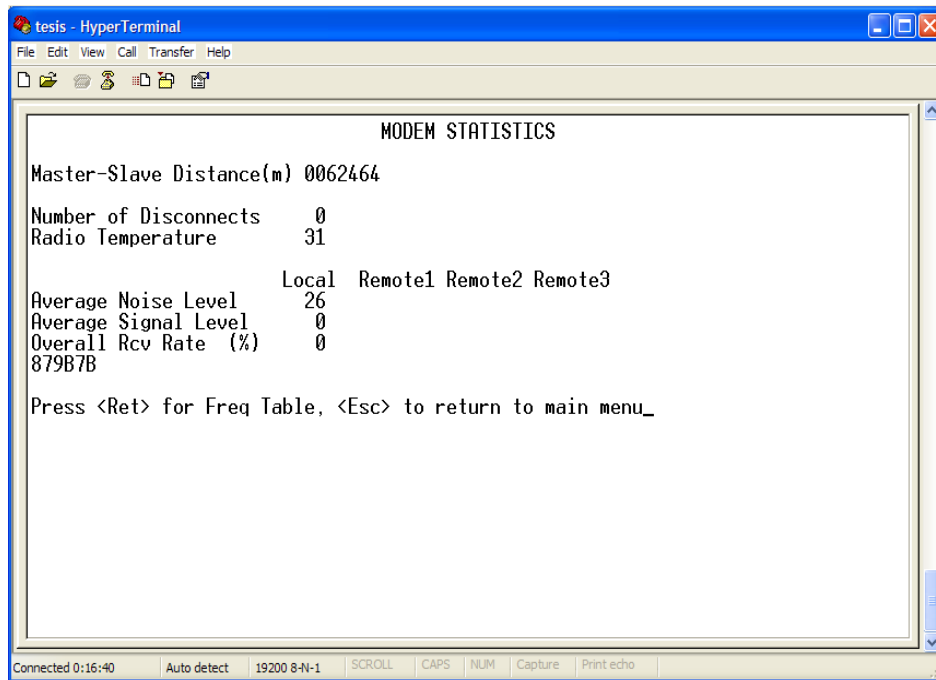 tesis - HyperTerminal
File Edit View Call Transfer Help
MODEM STATISTICS
Master-Slave Distance(m) 0062464
Number of Disconnects 0
Radio Temperature 31
Local Remote1 Remote2 Remote3
Average Noise Level 26
Average Signal Level 0
Overall Rcv Rate (%) 0
879B7B
Press <Ret> for Freq Table, <Esc> to return to main menu_
Connected 0:16:40 Auto detect 19200 8-N-1 SCROLL CAPS NUM Capture Print echo